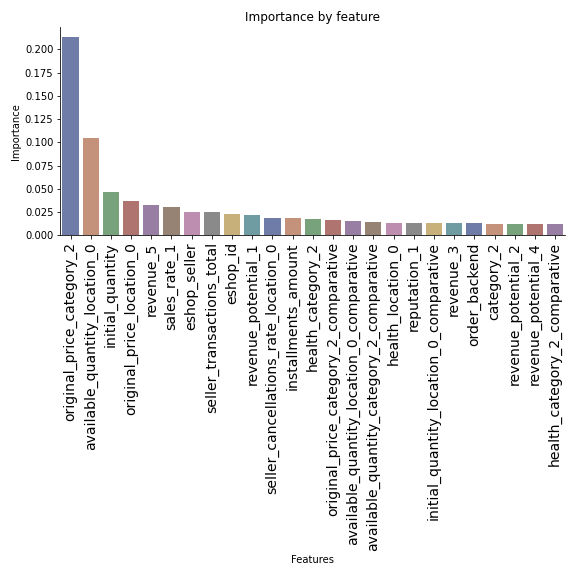 Importance by feature
Importance
0.200
0.175
0.150
0.125
0.100
0.075
0.050
0.025
0.000
original_price_category_2
available_quantity_location_0
initial_quantity
original_price_location_0
revenue_5
sales_rate_1
eshop_seller
seller_transactions_total
eshop_id
revenue_potential_1
seller_cancellations_rate_location_0
installments_amount
health_category_2
original_price_category_2_comparative
available_quantity_location_0_comparative
available_quantity_category_2_comparative
health_location_0
reputation_1
initial_quantity_location_0_comparative
revenue_3
order_backend
category_2
revenue_potential_2
revenue_potential_4
health_category_2_comparative
Features